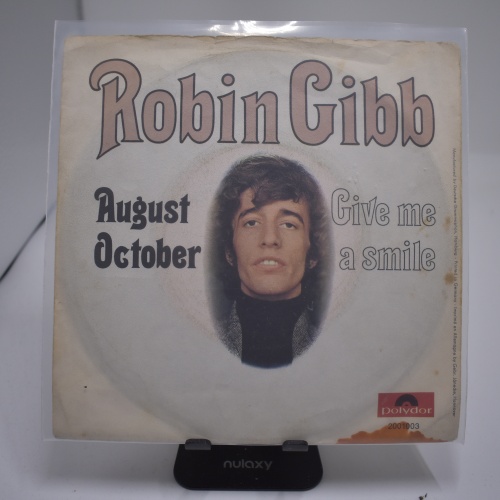 Robin Gibb
August
October
Give me
a smile
polydor
2001003
nulaxy